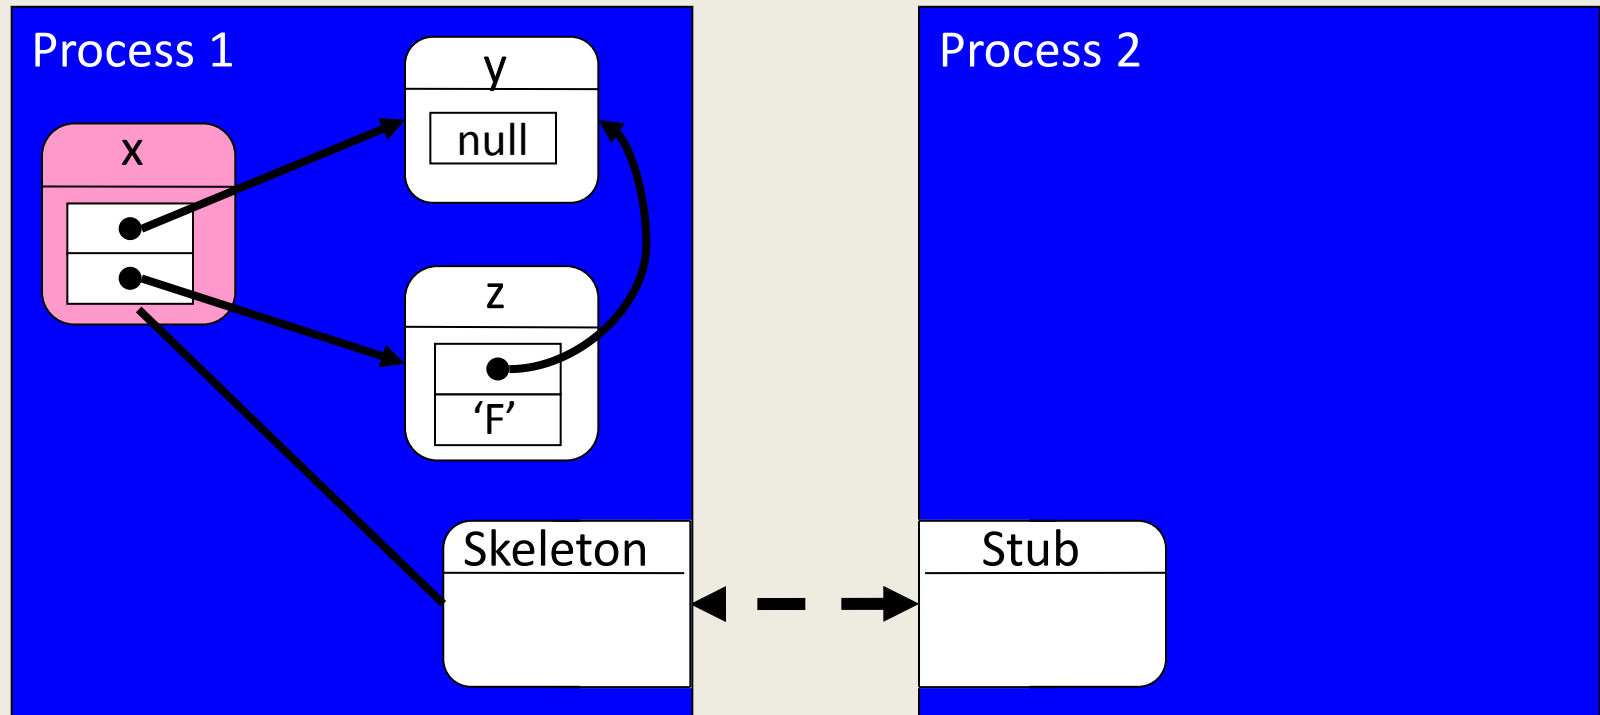 Process 1
y
null
x
z
‘F’
Skeleton
Process 2
Stub